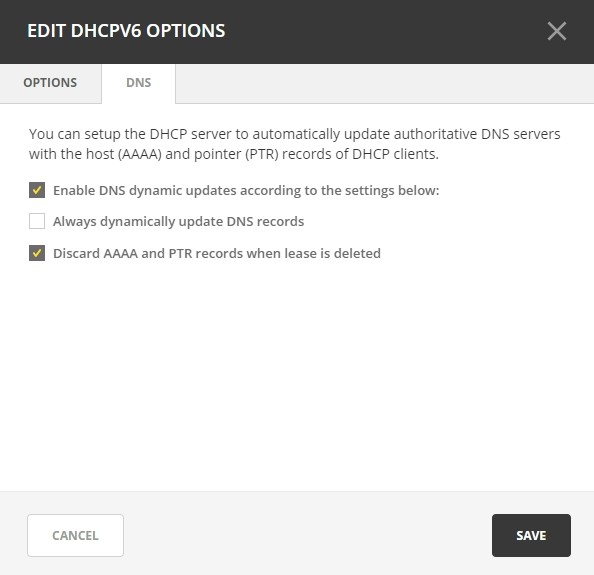 EDIT DHCPV6 OPTIONS
OPTIONS DNS
You can setup the DHCP server to automatically update authoritative DNS servers
with the host (AAAA) and pointer (PTR) records of DHCP clients.
Enable DNS dynamic updates according to the settings below:
Always dynamically update DNS records
Discard AAAA and PTR records when lease is deleted
CANCEL SAVE